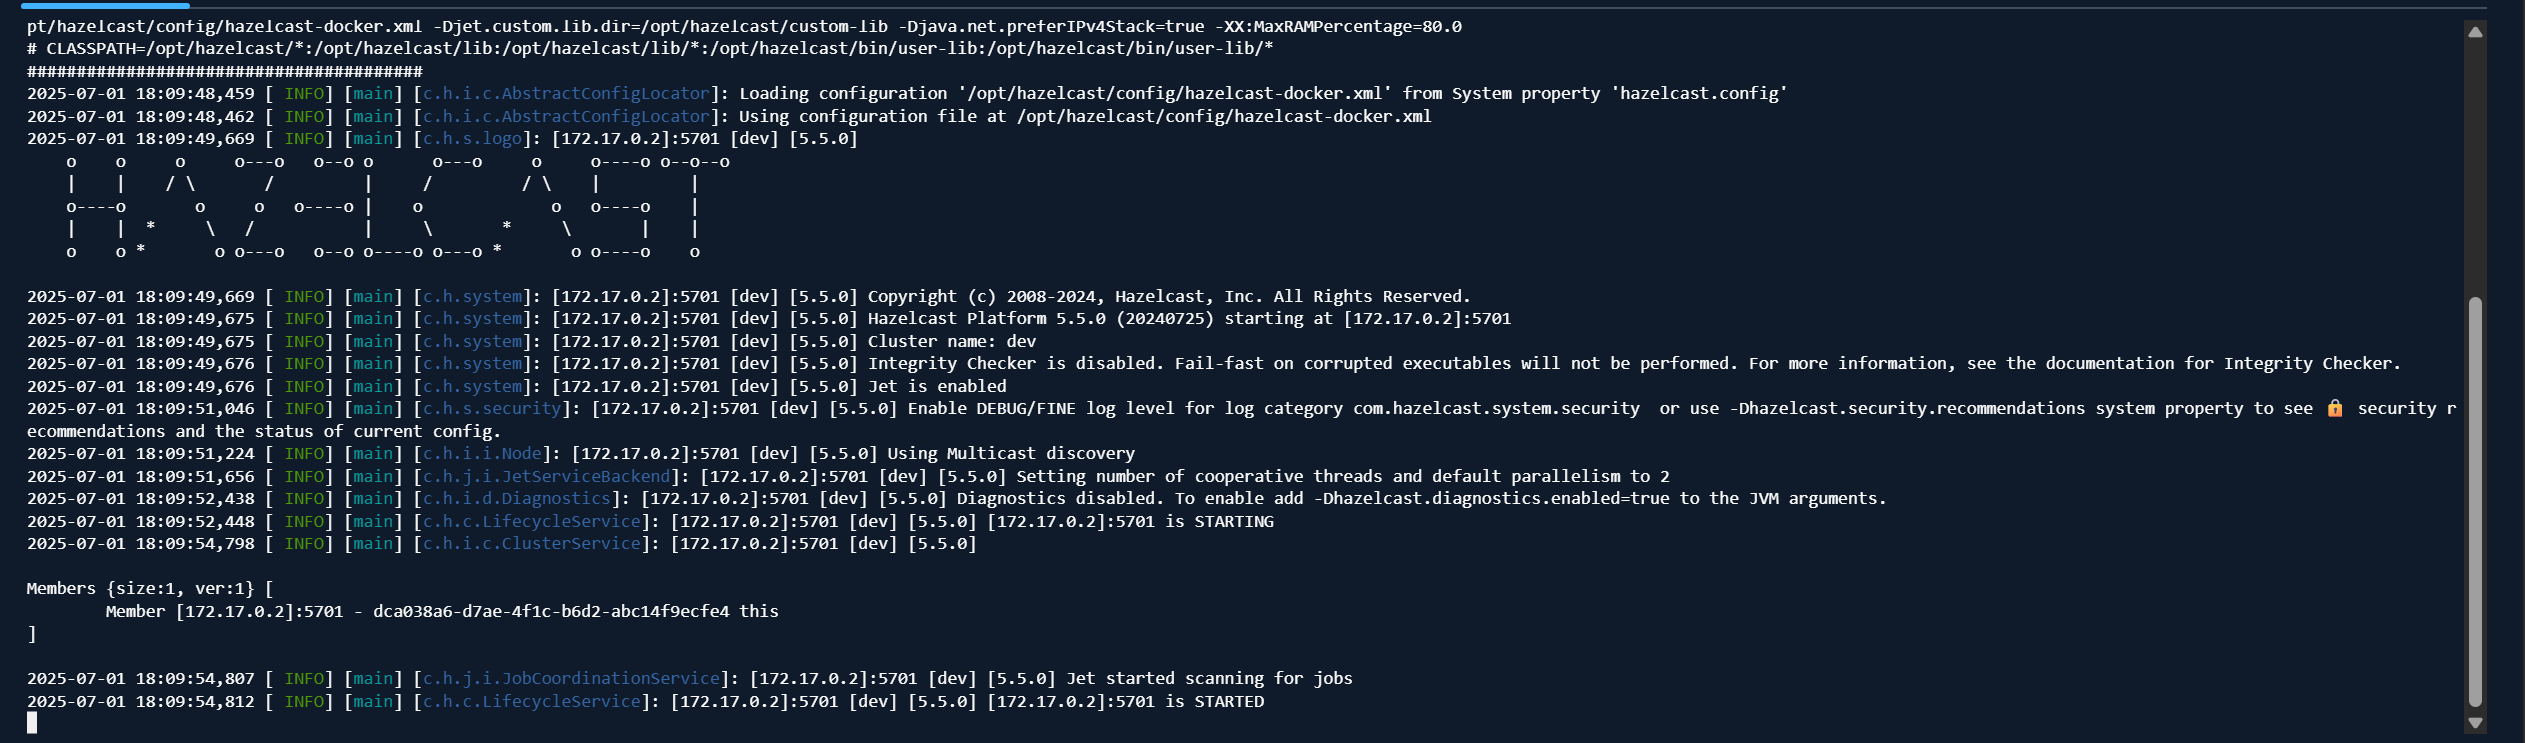 pt/hazelcast/config/hazelcast-docker.xml -Djet.custom.lib.dir=/opt/hazelcast/custom-lib -Djava.net.preferIPv4Stack=true -XX:MaxRAMPercentage=80.0
# CLASSPATH=/opt/hazelcast/*:/opt/hazelcast/lib:/opt/hazelcast/lib/*:/opt/hazelcast/bin/user-lib:/opt/hazelcast/bin/user-lib/*
########################################
2025-07-01 18:09:48,459 [ INFO] [main] [c.h.i.c.AbstractConfigLocator]: Loading configuration '/opt/hazelcast/config/hazelcast-docker.xml' from System property 'hazelcast.config'
2025-07-01 18:09:48,462 [ INFO] [main] [c.h.i.c.AbstractConfigLocator]: Using configuration file at /opt/hazelcast/config/hazelcast-docker.xml
2025-07-01 18:09:49,669 [ INFO] [main] [c.h.s.logo]: [172.17.0.2]:5701 [dev] [5.5.0]
    o    o     o     o---o   o--o o      o---o     o     o----o o--o--o
    |    |    / \       /         |     /         / \    |         |
    o----o       o     o   o----o |    o             o   o----o    |
    |    |  *     \   /           |     \       *     \       |    |
    o    o *       o o---o   o--o o----o o---o *       o o----o    o
2025-07-01 18:09:49,669 [ INFO] [main] [c.h.system]: [172.17.0.2]:5701 [dev] [5.5.0] Copyright (c) 2008-2024, Hazelcast, Inc. All Rights Reserved.
2025-07-01 18:09:49,675 [ INFO] [main] [c.h.system]: [172.17.0.2]:5701 [dev] [5.5.0] Hazelcast Platform 5.5.0 (20240725) starting at [172.17.0.2]:5701
2025-07-01 18:09:49,675 [ INFO] [main] [c.h.system]: [172.17.0.2]:5701 [dev] [5.5.0] Cluster name: dev
2025-07-01 18:09:49,676 [ INFO] [main] [c.h.system]: [172.17.0.2]:5701 [dev] [5.5.0] Integrity Checker is disabled. Fail-fast on corrupted executables will not be performed. For more information, see the documentation for Integrity Checker.
2025-07-01 18:09:49,676 [ INFO] [main] [c.h.system]: [172.17.0.2]:5701 [dev] [5.5.0] Jet is enabled
2025-07-01 18:09:51,046 [ INFO] [main] [c.h.s.security]: [172.17.0.2]:5701 [dev] [5.5.0] Enable DEBUG/FINE log level for log category com.hazelcast.system.security  or use -Dhazelcast.security.recommendations system property to see 🔒 security r
ecommendations and the status of current config.
2025-07-01 18:09:51,224 [ INFO] [main] [c.h.i.i.Node]: [172.17.0.2]:5701 [dev] [5.5.0] Using Multicast discovery
2025-07-01 18:09:51,656 [ INFO] [main] [c.h.j.i.JetServiceBackend]: [172.17.0.2]:5701 [dev] [5.5.0] Setting number of cooperative threads and default parallelism to 2
2025-07-01 18:09:52,438 [ INFO] [main] [c.h.i.d.Diagnostics]: [172.17.0.2]:5701 [dev] [5.5.0] Diagnostics disabled. To enable add -Dhazelcast.diagnostics.enabled=true to the JVM arguments.
2025-07-01 18:09:52,448 [ INFO] [main] [c.h.c.LifecycleService]: [172.17.0.2]:5701 [dev] [5.5.0] [172.17.0.2]:5701 is STARTING
2025-07-01 18:09:54,798 [ INFO] [main] [c.h.i.c.ClusterService]: [172.17.0.2]:5701 [dev] [5.5.0]
Members {size:1, ver:1} [
        Member [172.17.0.2]:5701 - dca038a6-d7ae-4f1c-b6d2-abc14f9ecfe4 this
]
2025-07-01 18:09:54,807 [ INFO] [main] [c.h.j.i.JobCoordinationService]: [172.17.0.2]:5701 [dev] [5.5.0] Jet started scanning for jobs
2025-07-01 18:09:54,812 [ INFO] [main] [c.h.c.LifecycleService]: [172.17.0.2]:5701 [dev] [5.5.0] [172.17.0.2]:5701 is STARTED